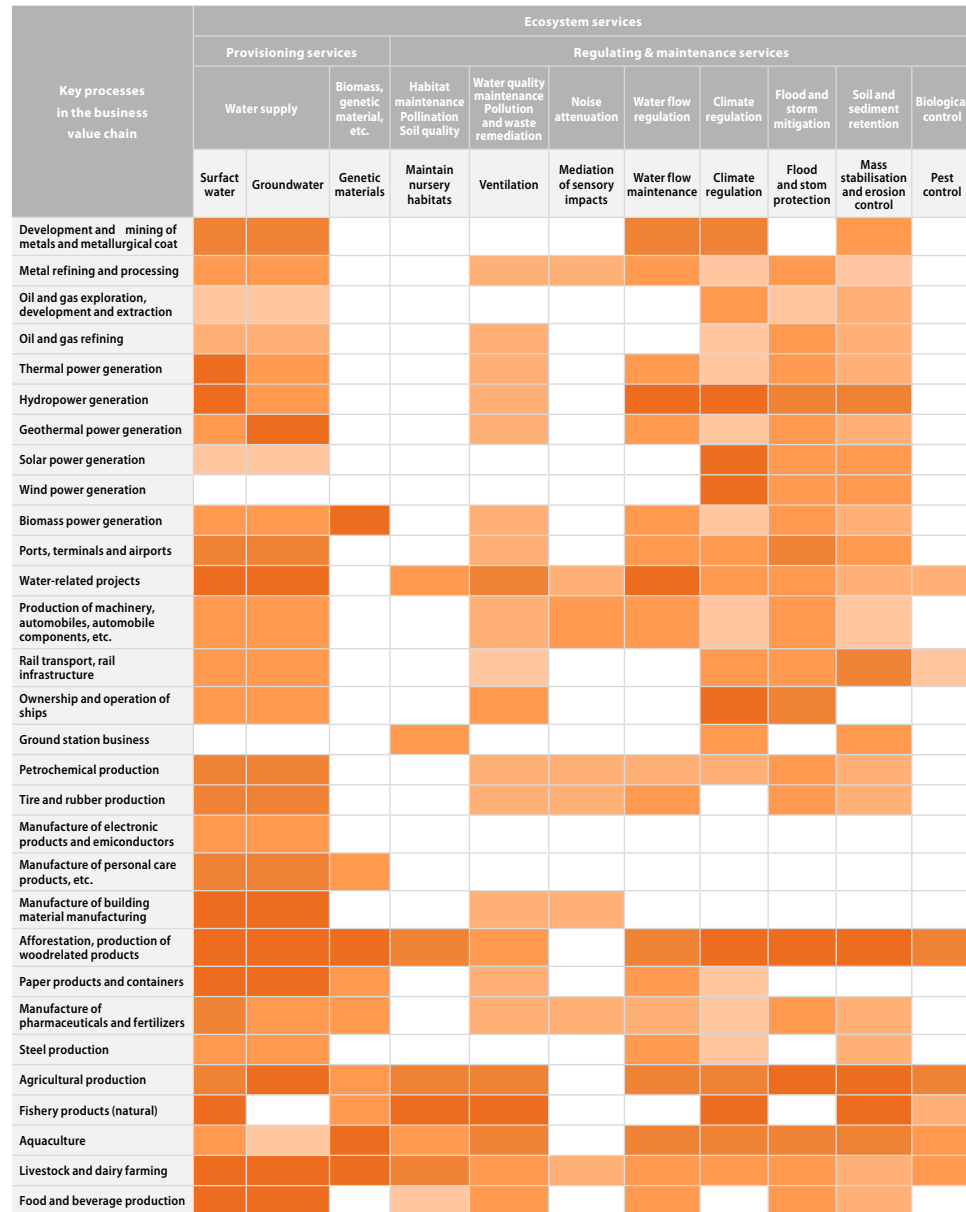 Ecosystem services
Provisioning services
Regulating & maintenance services
Key processes
in the business
value chain
Water supply
Biomass,
genetic
material,
etc.
Habitat
maintenance
Pollination
Soil quality
Water quality
maintenance
Pollution
and waste
remediation
Noise
attenuation
Water flow
regulation
Climate
regulation
Flood and
storm
mitigation
Soil and
sediment
retention
Biological
control
Surfact
water
Groundwater
Genetic
materials
Maintain
nursery
habitats
Ventilation
Mediation
of sensory
impacts
Water flow
maintenance
Climate
regulation
Flood
and stom
protection
Mass
stabilisation
and erosion
control
Pest
control
Development and mining of
metals and metallurgical coat
Metal refining and processing
Oil and gas exploration,
development and extraction
Oil and gas refining
Thermal power generation
Hydropower generation
Geothermal power generation
Solar power generation
Wind power generation
Biomass power generation
Ports, terminals and airports
Water-related projects
Production of machinery,
automobiles, automobile
components, etc.
Rail transport, rail
infrastructure
Ownership and operation of
ships
Ground station business
Petrochemical production
Tire and rubber production
Manufacture of electronic
products and emiconductors
Manufacture of personal care
products, etc.
Manufacture of building
material manufacturing
Afforestation, production of
woodrelated products
Paper products and containers
Manufacture of
pharmaceuticals and fertilizers
Steel production
Agricultural production
Fishery products (natural)
Aquaculture
Livestock and dairy farming
Food and beverage production